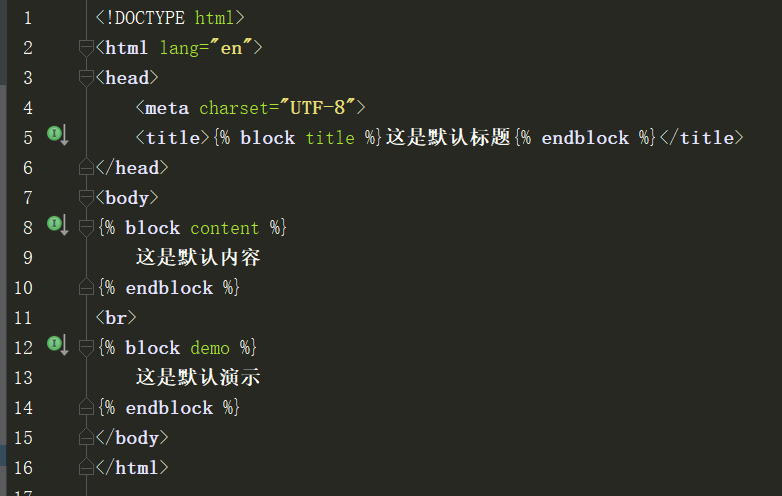 1 <!DOCTYPE html>
2 <html lang="en">
3 <head>
4 <meta charset="UTF-8">
5 <title>{% block title %}这是默认标题{% endblock %}</title>
6 </head>
7 <body>
8 {% block content %}
9 这是默认内容
10 {% endblock %}
11 <br>
12 {% block demo %}
13 这是默认演示
14 {% endblock %}
15 </body>
16 </html>
17